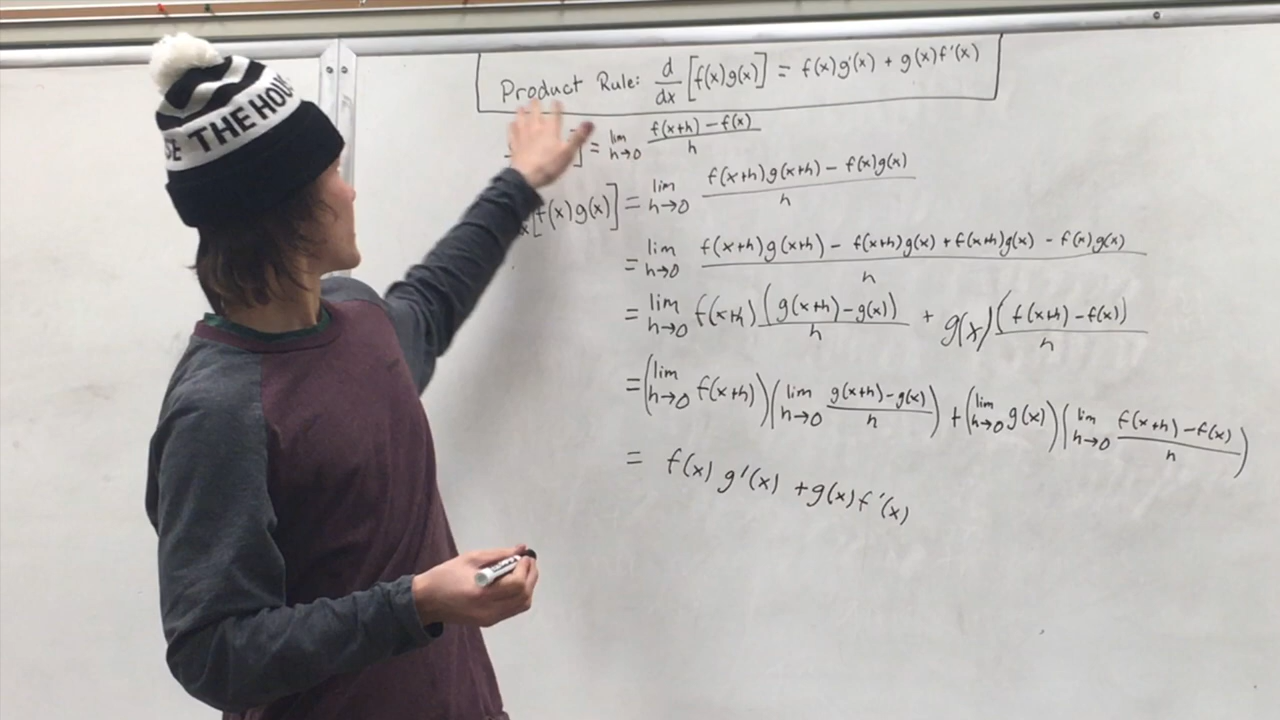 SE THE HOU
Product Rule: d/dx [f(x)g(x)] = f(x)g'(x) + g(x)f'(x)
] = lim h→0 f(x+h) - f(x) / h
x[f(x)g(x)] = lim h→0 f(x+h)g(x+h) - f(x)g(x) / h
= lim h→0 f(x+h)g(x+h) - f(x+h)g(x) + f(x+h)g(x) - f(x)g(x) / h
= lim h→0 f(x+h) (g(x+h)-g(x)) / h + g(x) (f(x+h)-f(x)) / h
= (lim h→0 f(x+h)) (lim h→0 g(x+h)-g(x) / h) + (lim h→0 g(x)) (lim h→0 f(x+h)-f(x) / h)
= f(x) g'(x) + g(x) f'(x)